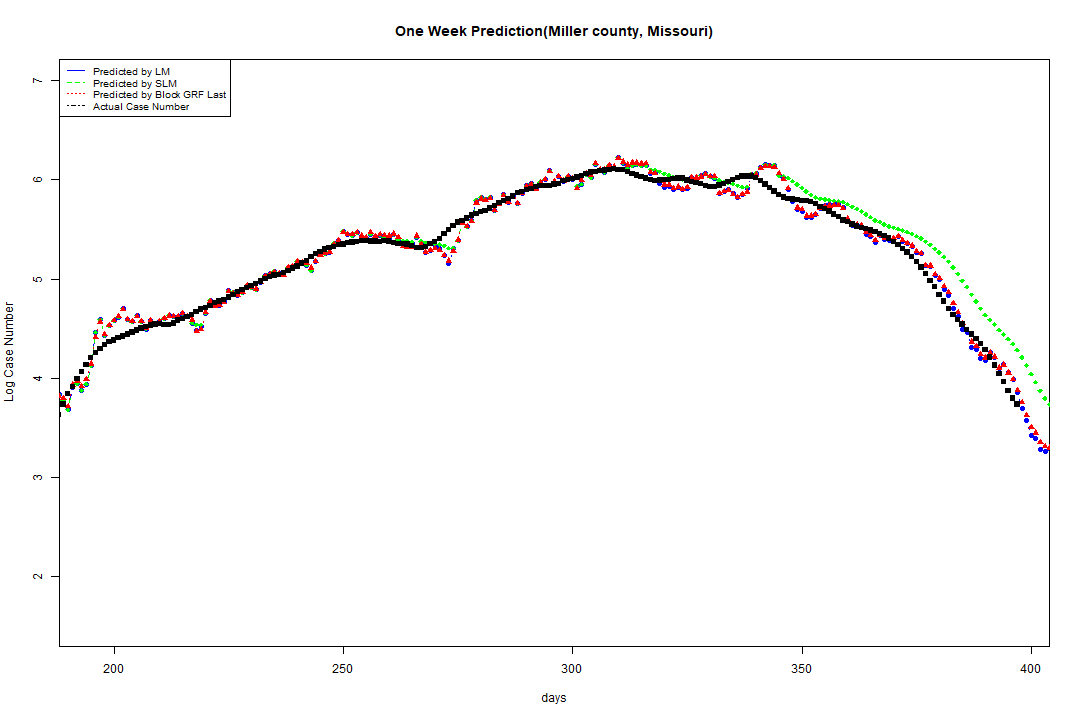 One Week Prediction(Miller county, Missouri)
Predicted by LM
Predicted by SLM
Predicted by Block GRF Last
Actual Case Number
7
6
5
4
3
2
Log Case Number
200 250 300 350 400
days